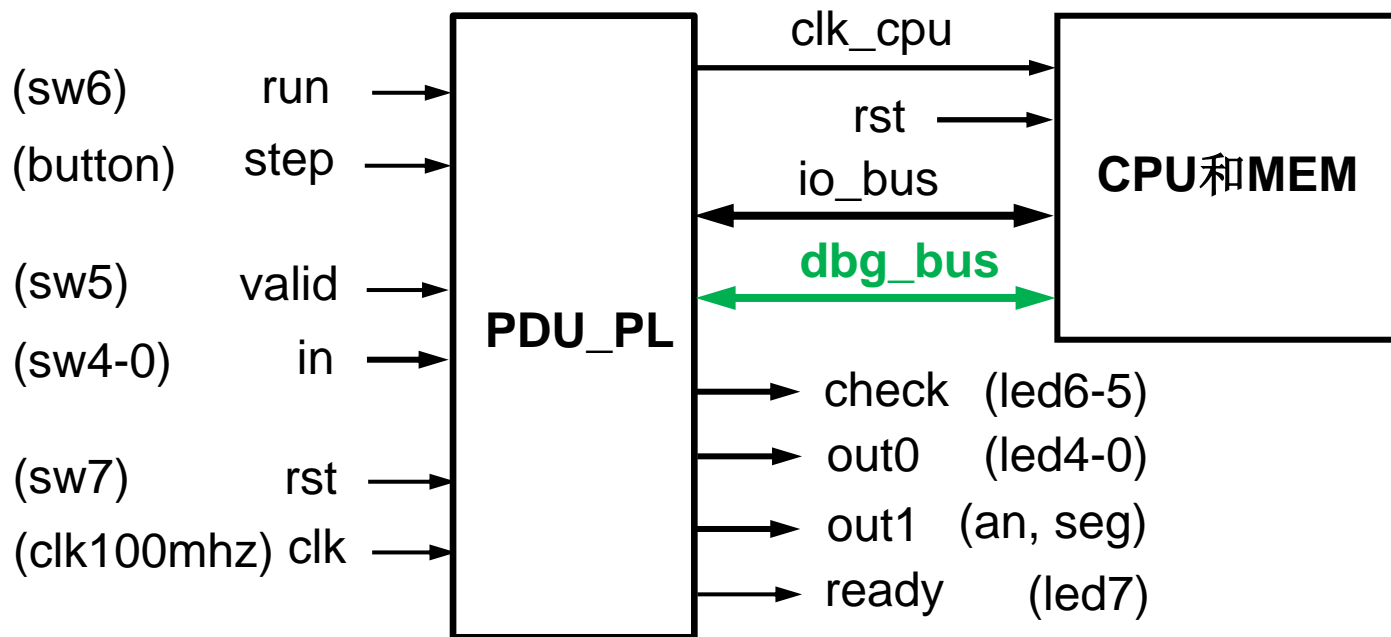 (sw6) run
(button) step
(sw5) valid
(sw4-0) in
(sw7) rst
(clk100mhz) clk
PDU_PL
clk_cpu
rst
io_bus
dbg_bus
CPU和MEM
check (led6-5)
out0 (led4-0)
out1 (an, seg)
ready (led7)